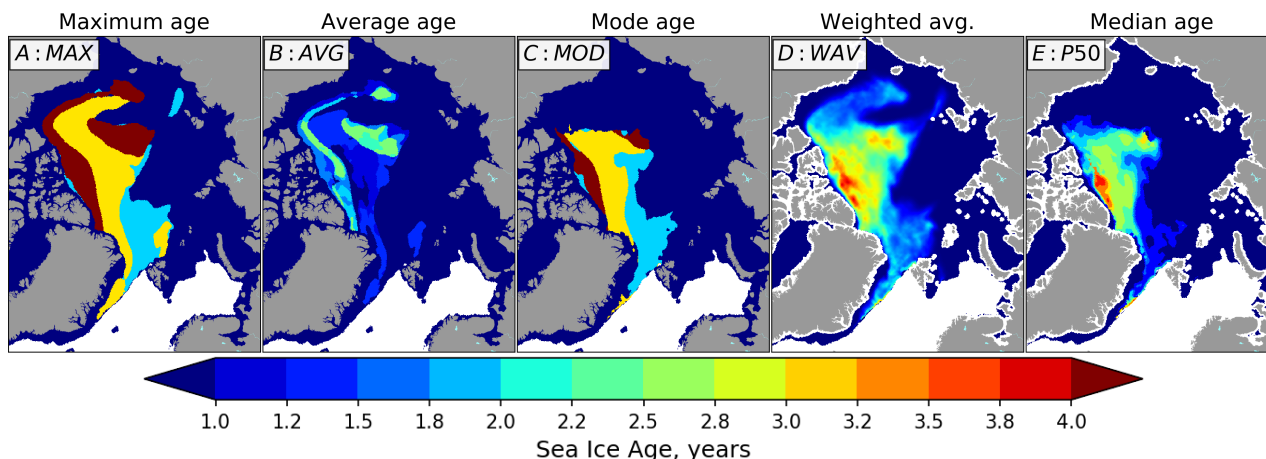 Maximum age Average age Mode age Weighted avg. Median age
A : MAX B : AVG C : MOD D : WAV E : P50
1.0 1.2 1.5 1.8 2.0 2.2 2.5 2.8 3.0 3.2 3.5 3.8 4.0
Sea Ice Age, years